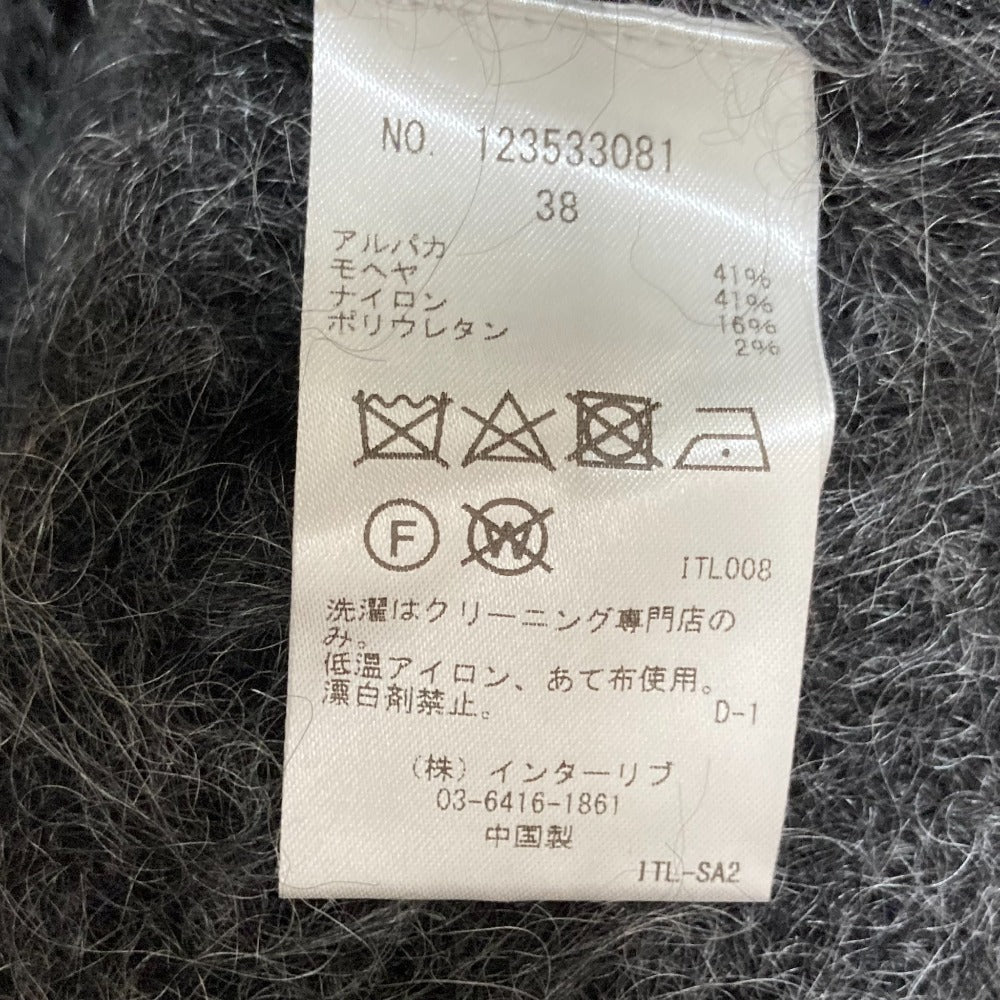 NO. 123533081
38
アルパカ 41%
モヘヤ 41%
ナイロン 16%
ポリウレタン 2%
F W
ITL008
洗濯はクリーニング専門店の
み。
低温アイロン、あて布使用。
漂白剤禁止。 D-1
(株) インターリブ
03-6416-1861
中国製
ITL-SA2